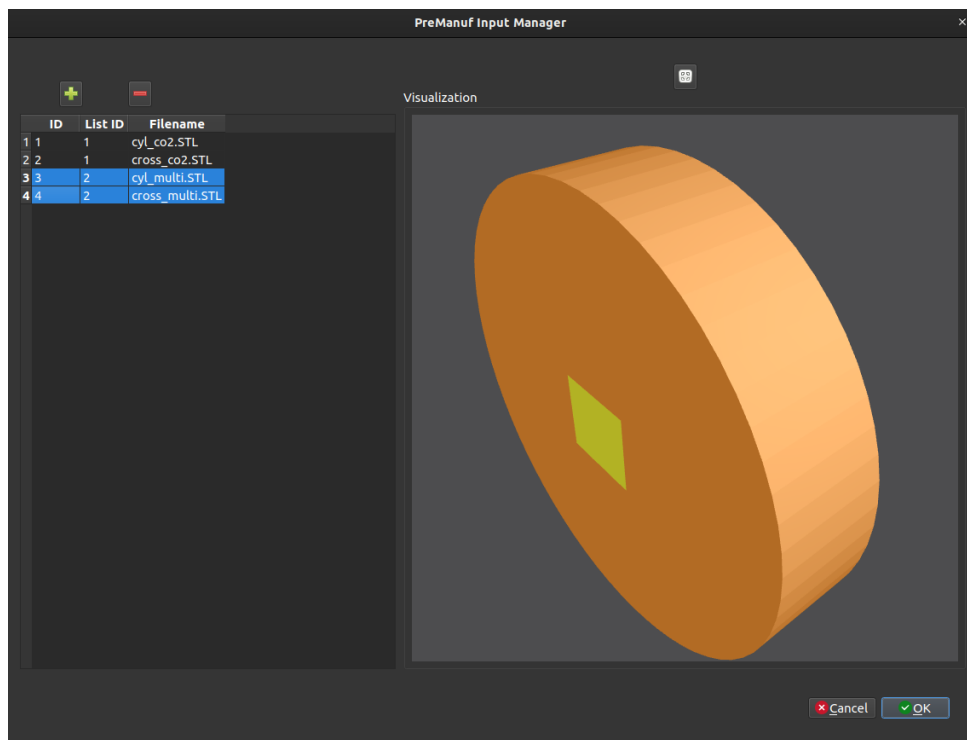 PreManuf Input Manager
Visualization
ID List ID Filename
1 1 1 cyl_co2.STL
2 2 1 cross_co2.STL
3 3 2 cyl_multi.STL
4 4 2 cross_multi.STL
Cancel OK